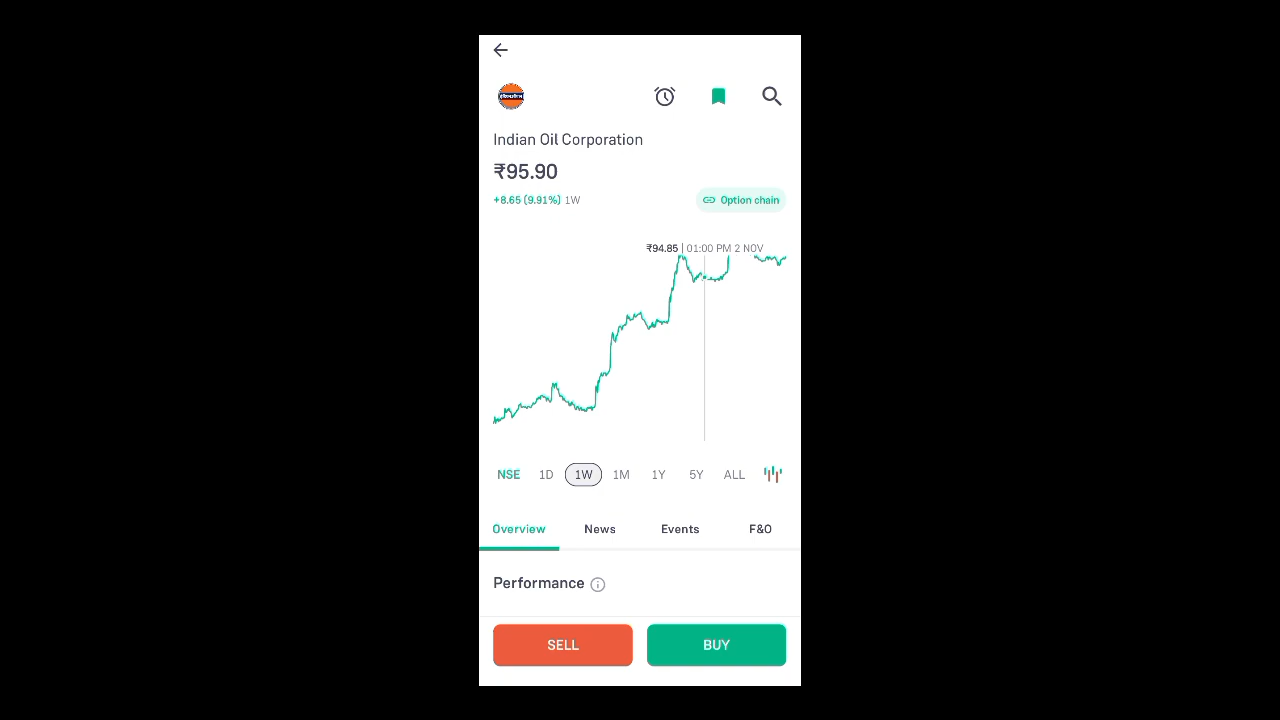 इंडियनऑयल
Indian Oil Corporation
₹95.90
+8.65 (9.91%) 1W
Option chain
₹94.85 | 01:00 PM 2 NOV
NSE 1D 1W 1M 1Y 5Y ALL
Overview News Events F&O
Performance
SELL BUY